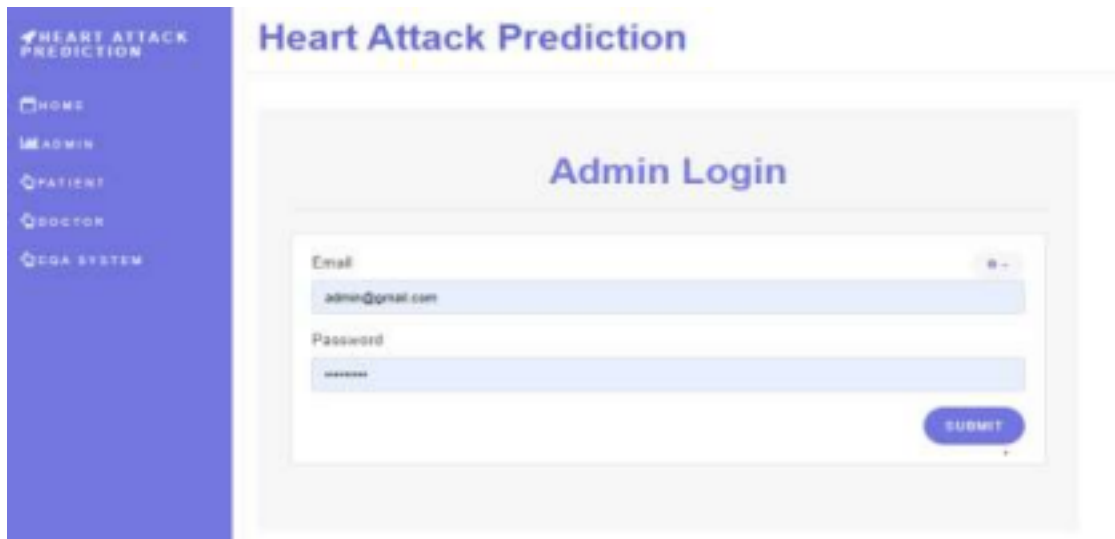 HEART ATTACK
PREDICTION
HOME
ADMIN
PATIENT
DOCTOR
CQA SYSTEM
Heart Attack Prediction
Admin Login
Email
admin@gmail.com
Password
SUBMIT